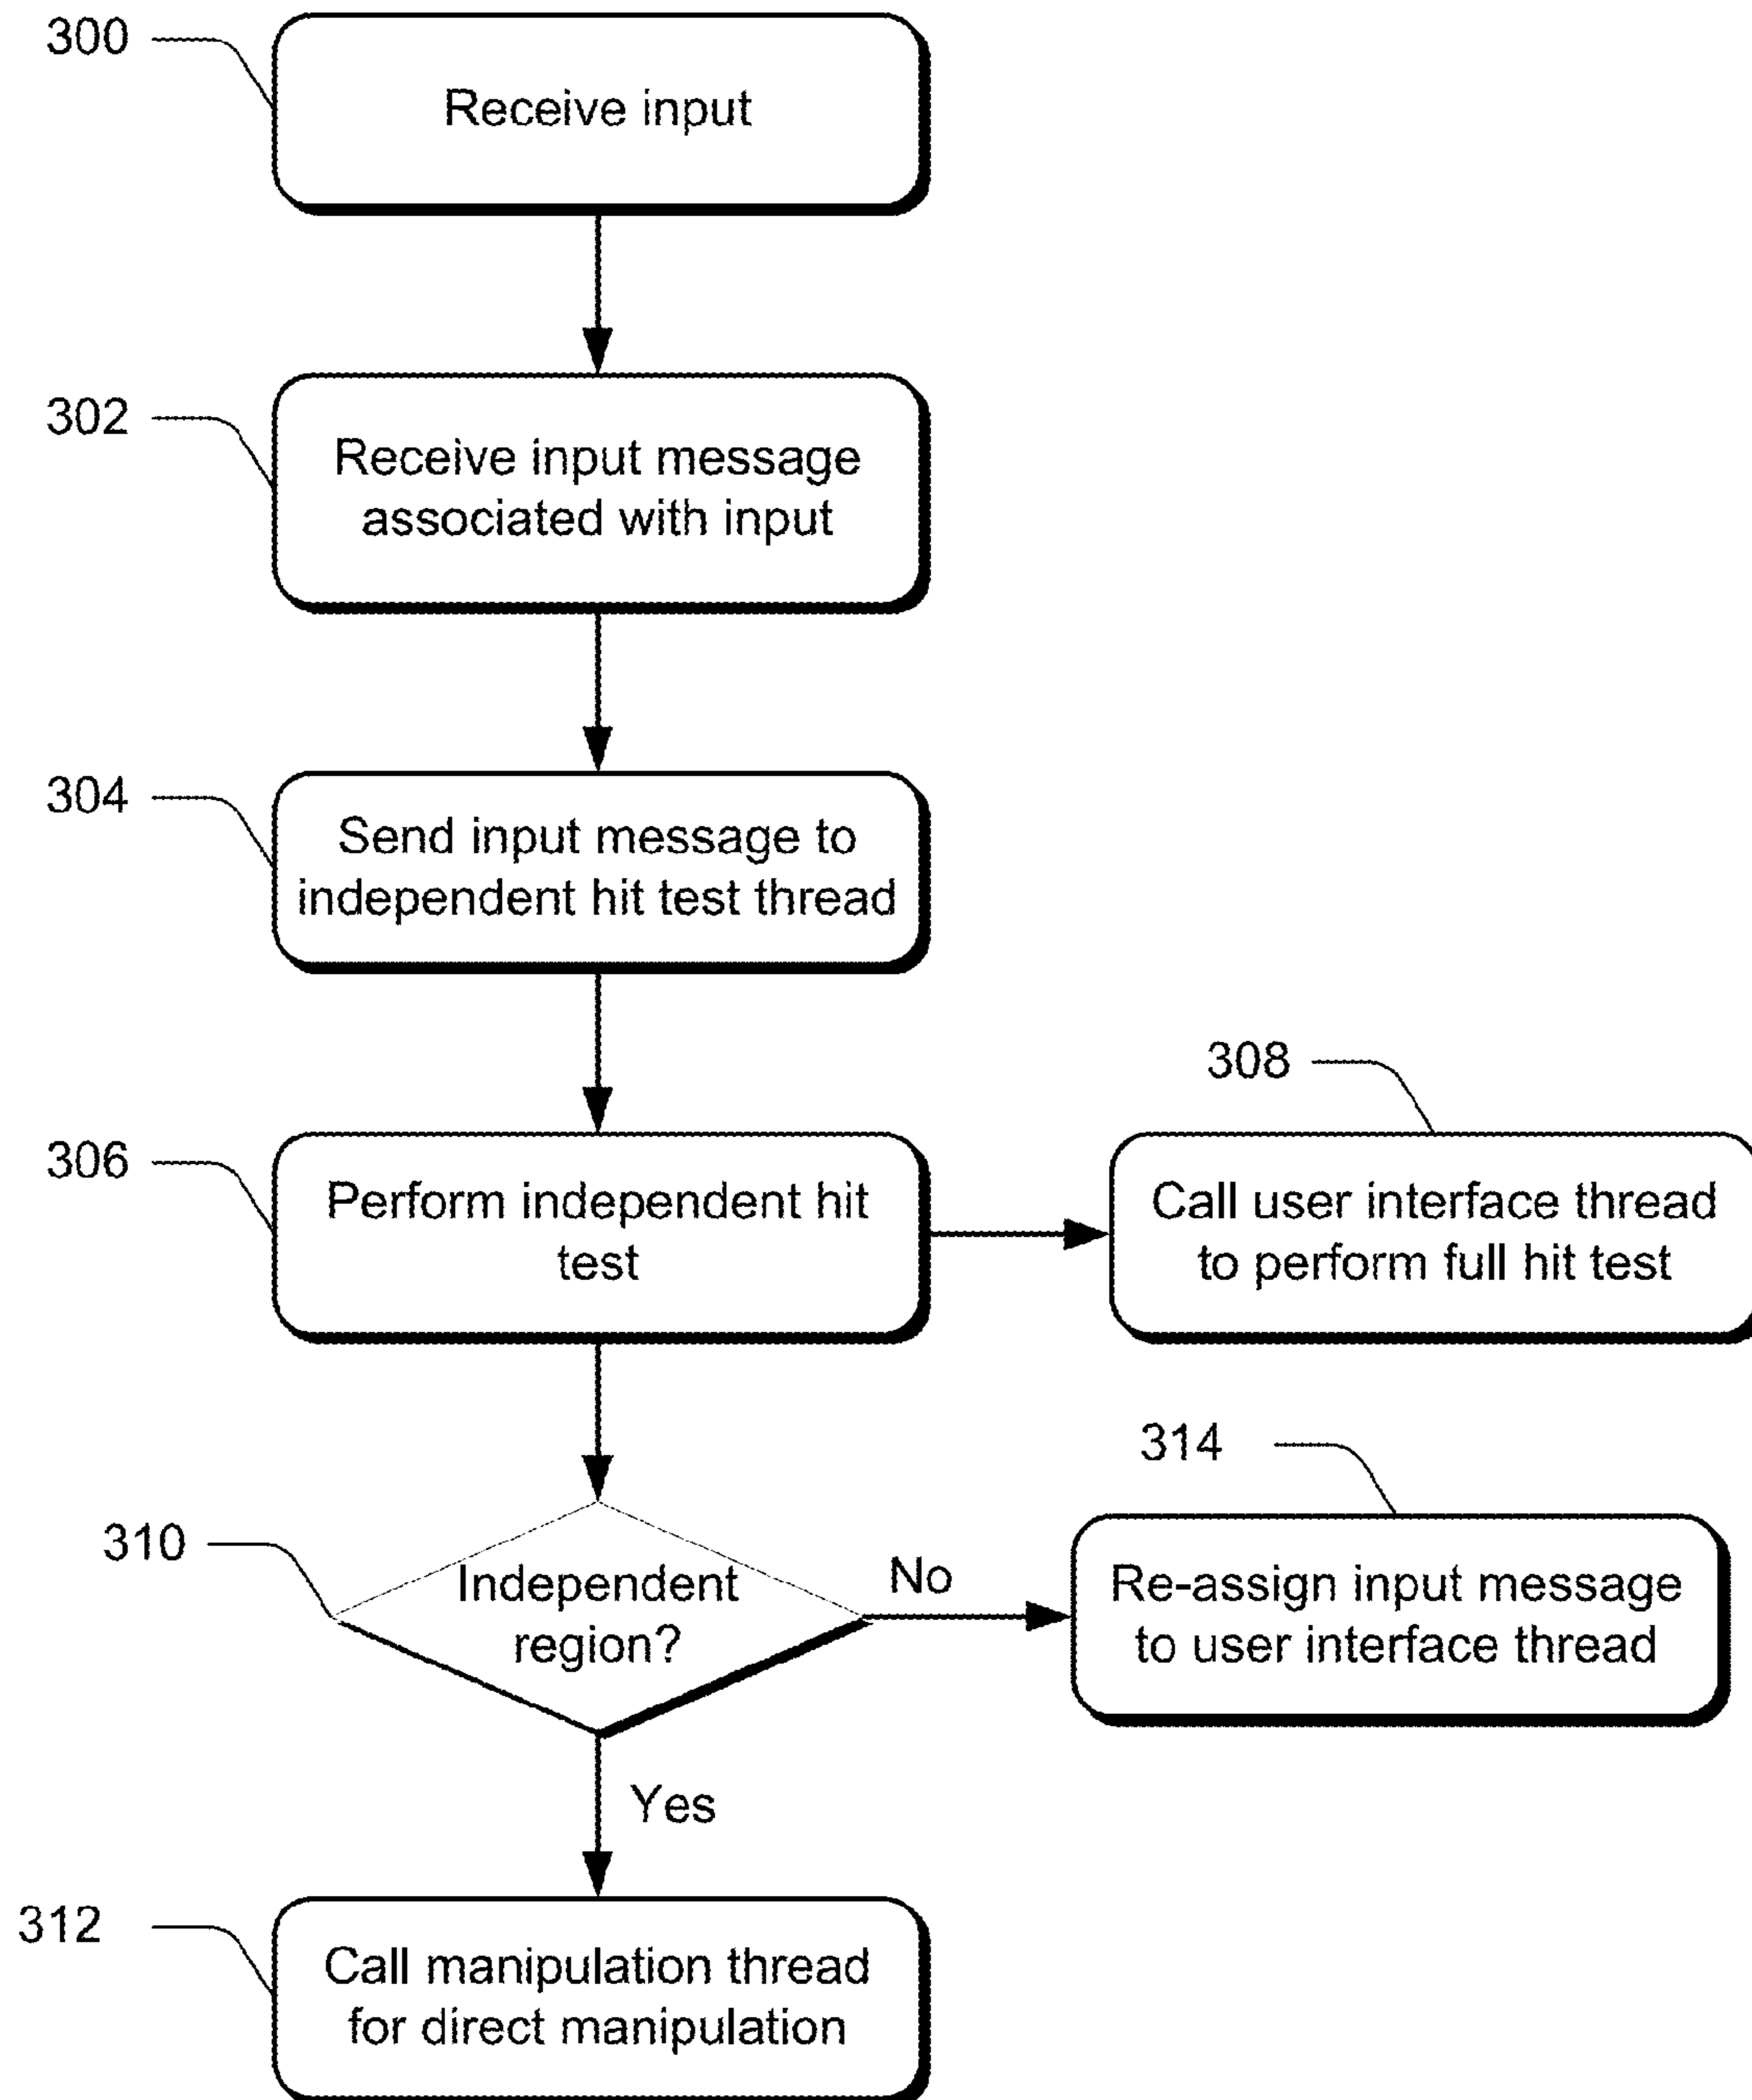 300
Receive input
302
Receive input message
associated with input
304
Send input message to
independent hit test thread
306
Perform independent hit
test
308
Call user interface thread
to perform full hit test
310
Independent
region?
No
314
Re-assign input message
to user interface thread
Yes
312
Call manipulation thread
for direct manipulation